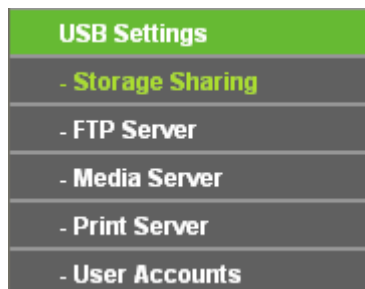 USB Settings
- Storage Sharing
- FTP Server
- Media Server
- Print Server
- User Accounts